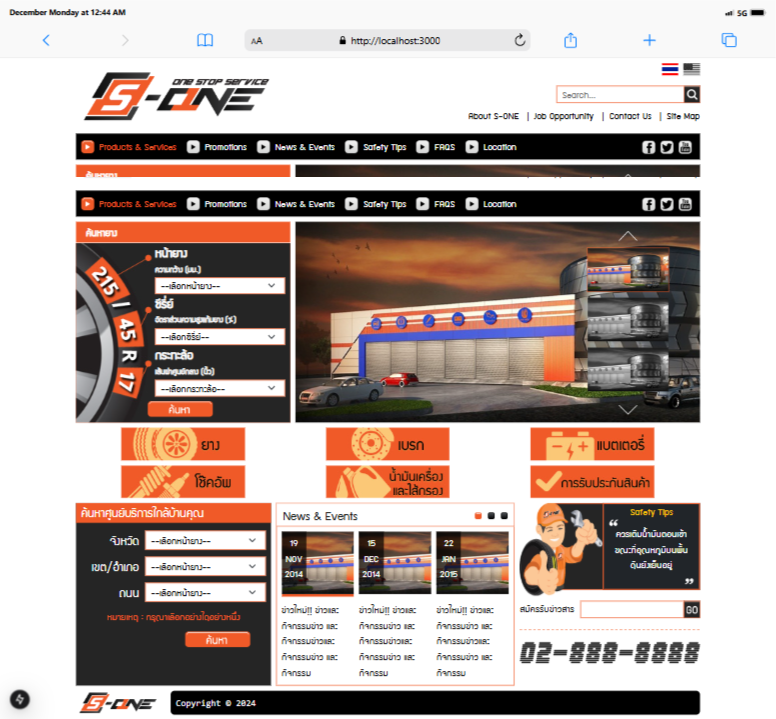 December Monday at 12:44 AM
5G
AA
http://localhost:3000
ONE STOP SERVICE
S-ONE
Search...
About S-ONE | Job Opportunity | Contact Us | Site Map
Products & Services Promotions News & Events Safety Tips FAQS Location
ค้นหายาง
Products & Services Promotions News & Events Safety Tips FAQS Location
ค้นหายาง
215 / 45 R 17
หน้ายาง
ความกว้าง (มม.)
--เลือกหน้ายาง--
ซีรี่ย์
อัตราส่วนความสูงแก้มยาง (%)
--เลือกซีรี่ย์--
กระทะล้อ
เส้นผ่าศูนย์กลาง (นิ้ว)
--เลือกกระทะล้อ--
ค้นหา
ยาง
เบรก
แบตเตอรี่
โช๊คอัพ
น้ำมันเครื่อง
และไส้กรอง
การรับประกันสินค้า
ค้นหาศูนย์บริการใกล้บ้านคุณ
จังหวัด
--เลือกหน้ายาง--
เขต/อำเภอ
--เลือกหน้ายาง--
ถนน
--เลือกหน้ายาง--
หมายเหตุ : กรุณาเลือกอย่างใดอย่างหนึ่ง
ค้นหา
News & Events
19
NOV
2014
ข่าวใหม่!! ข่าวและ
กิจกรรมข่าว และ
กิจกรรมข่าวและ
กิจกรรมข่าว และ
กิจกรรม
15
DEC
2014
ข่าวใหม่!! ข่าวและ
กิจกรรมข่าว และ
กิจกรรมข่าวและ
กิจกรรมข่าว และ
กิจกรรม
22
JAN
2015
ข่าวใหม่!! ข่าวและ
กิจกรรมข่าว และ
กิจกรรมข่าวและ
กิจกรรมข่าว และ
กิจกรรม
Safety Tips
“ควรเติมน้ำมันตอนเช้า
ขณะที่อุณหภูมิบนพื้น
ดินยังเย็นอยู่”
สมัครรับข่าวสาร
GO
02-888-8888
S-ONE
Copyright © 2024